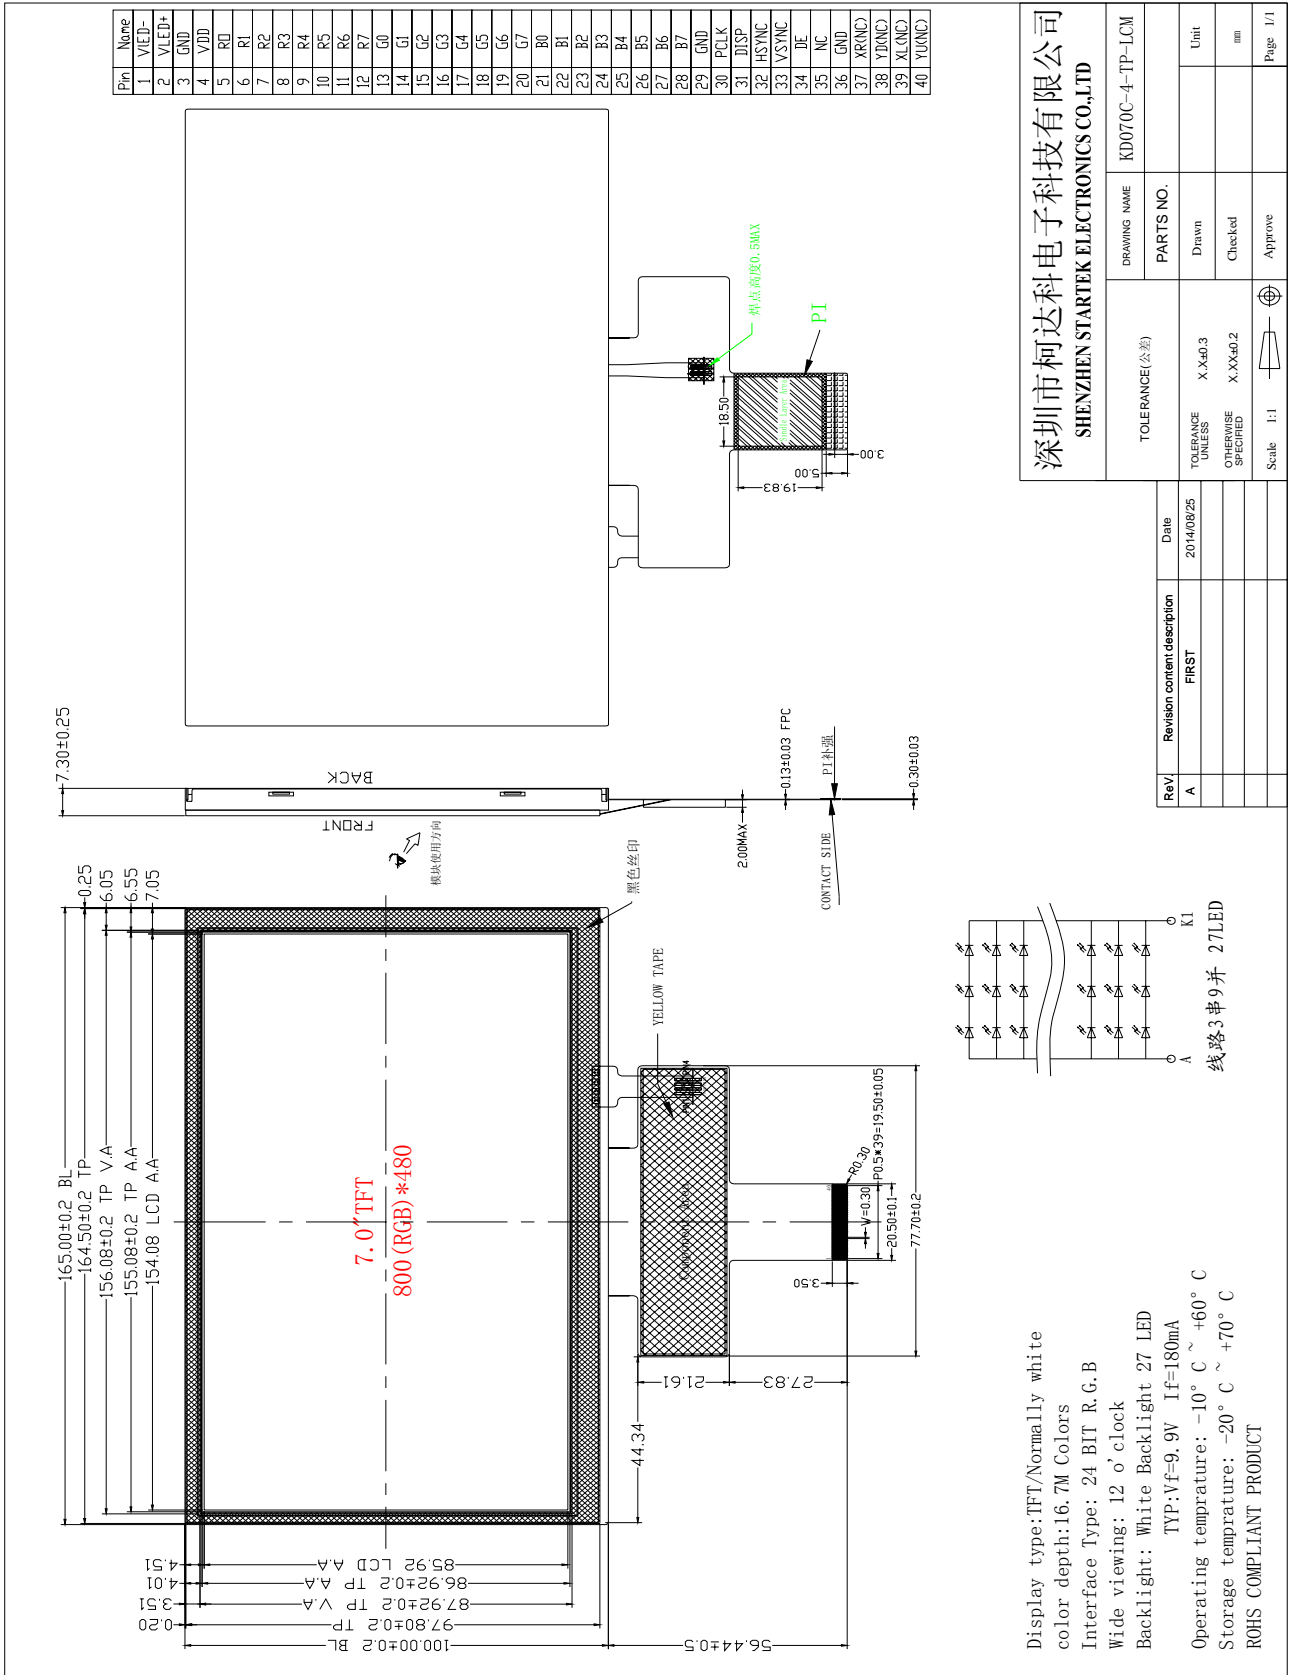 Pin Name
1 VlED-
2 VLED+
3 GND
4 VDD
5 R0
6 R1
7 R2
8 R3
9 R4
10 R5
11 R6
12 R7
13 G0
14 G1
15 G2
16 G3
17 G4
18 G5
19 G6
20 G7
21 B0
22 B1
23 B2
24 B3
25 B4
26 B5
27 B6
28 B7
29 GND
30 PCLK
31 DISP
32 HSYNC
33 VSYNC
34 DE
35 NC
36 GND
37 XR(NC)
38 YD(NC)
39 XL(NC)
40 YU(NC)
焊点高度0.5MAX
PI
18.50
19.83
5.00
3.00
7.30±0.25
BACK
FRONT
模块使用方向
2.00MAX
0.13±0.03 FPC
PI补强
CONTACT SIDE
0.30±0.03
165.00±0.2 BL
164.50±0.2 TP
0.25
156.08±0.2 TP V.A
6.05
155.08±0.2 TP A.A
6.55
154.08 LCD A.A
7.05
黑色丝印
YELLOW TAPE
7.0"TFT
800(RGB)*480
4.51
85.92 LCD A.A
4.01
86.92±0.2 TP A.A
3.51
87.92±0.2 TP V.A
0.20
97.80±0.2 TP
100.00±0.2 BL
56.44±0.5
44.34
21.61
27.83
3.50
R0.30
W=0.30
P0.5*39=19.50±0.05
20.50±0.1
77.70±0.2
A
K1
线路3串9并 27LED
Display type:TFT/Normally white
color depth:16.7M Colors
Interface Type: 24 BIT R.G.B
Wide viewing: 12 o'clock
Backlight: White Backlight 27 LED
TYP:Vf=9.9V If=180mA
Operating temprature: -10° C ~ +60° C
Storage temprature: -20° C ~ +70° C
ROHS COMPLIANT PRODUCT
深圳市柯达科电子科技有限公司
SHENZHEN STARTEK ELECTRONICS CO.,LTD
TOLERANCE(公差)
DRAWING NAME
KD070C-4-TP-LCM
PARTS NO.
TOLERANCE UNLESS
X.X±0.3
Drawn
Unit
OTHERWISE SPECIFIED
X.XX±0.2
Checked
mm
Scale 1:1
Approve
Page 1/1
ReV. Revision content description Date
A FIRST 2014/08/25